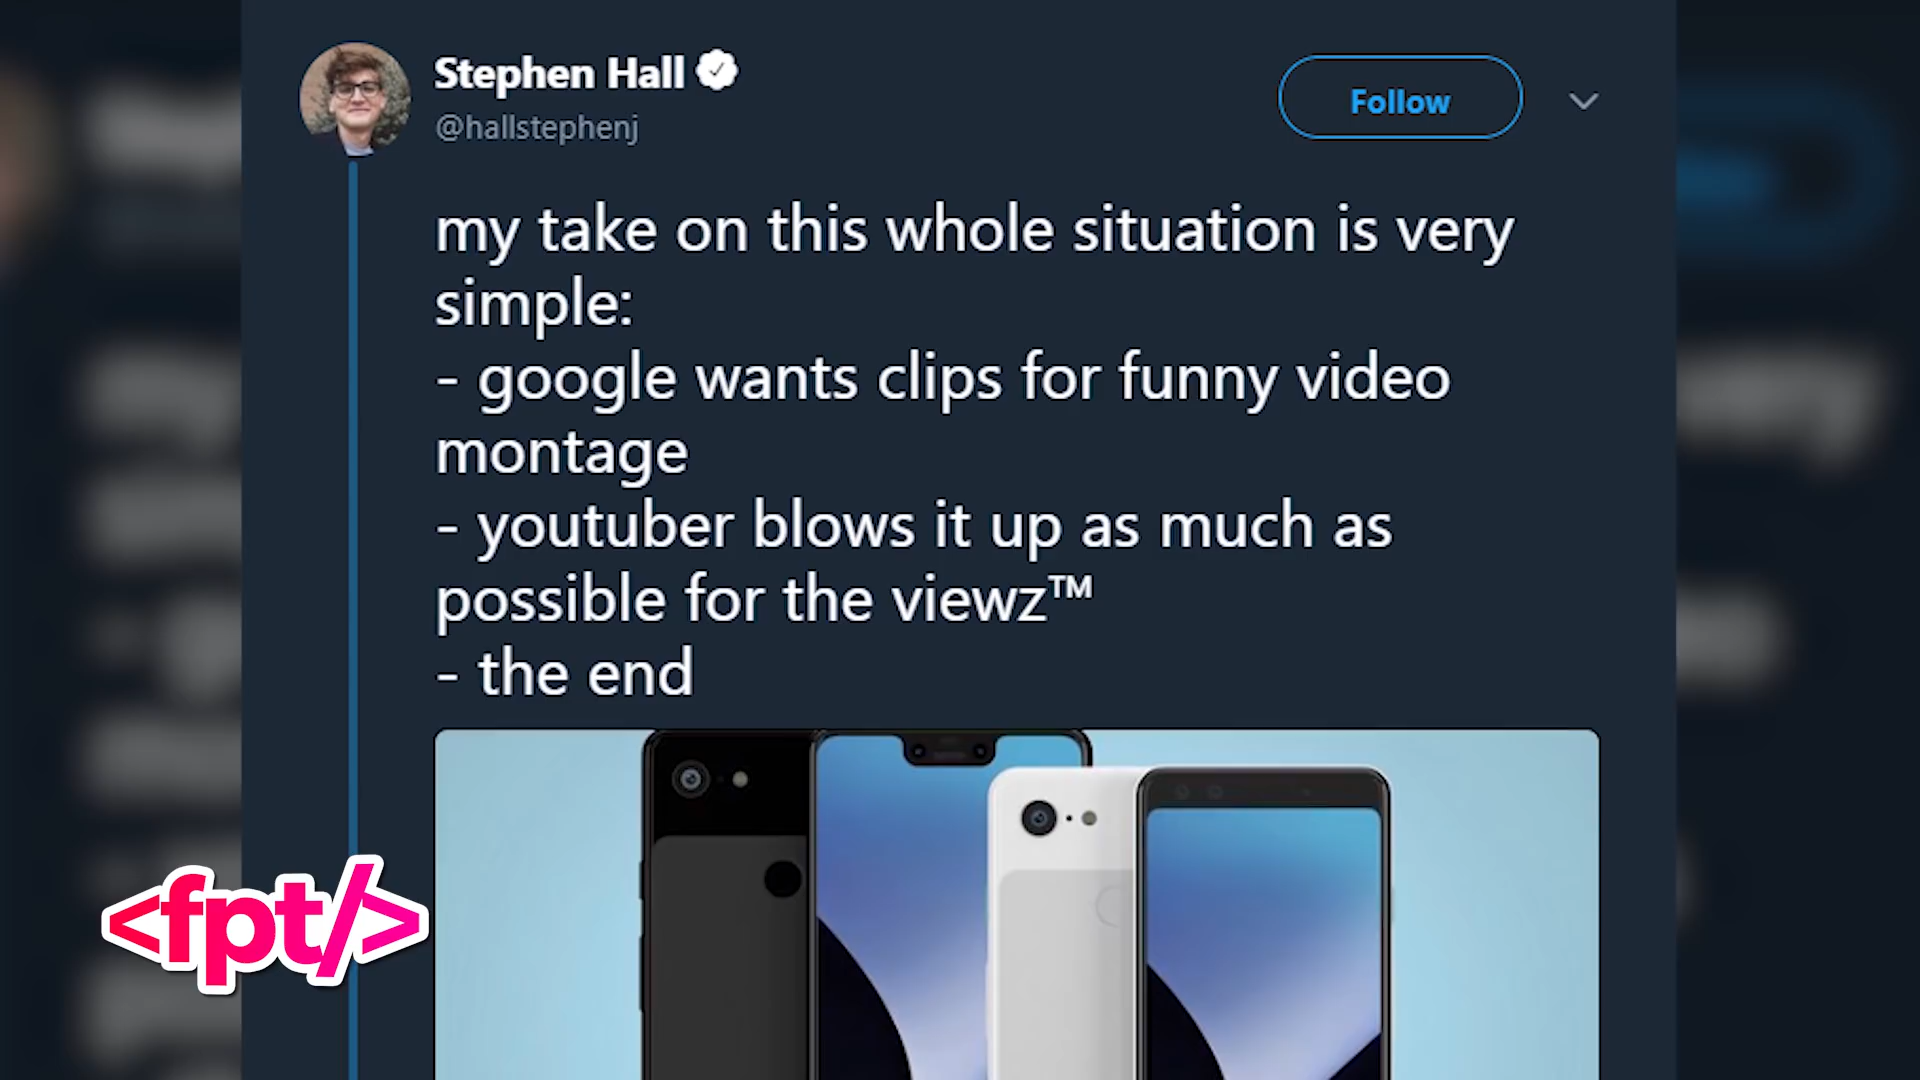 Stephen Hall
@hallstephenj
Follow
my take on this whole situation is very
simple:
- google wants clips for funny video
montage
- youtuber blows it up as much as
possible for the viewz™
- the end
<fpt/>